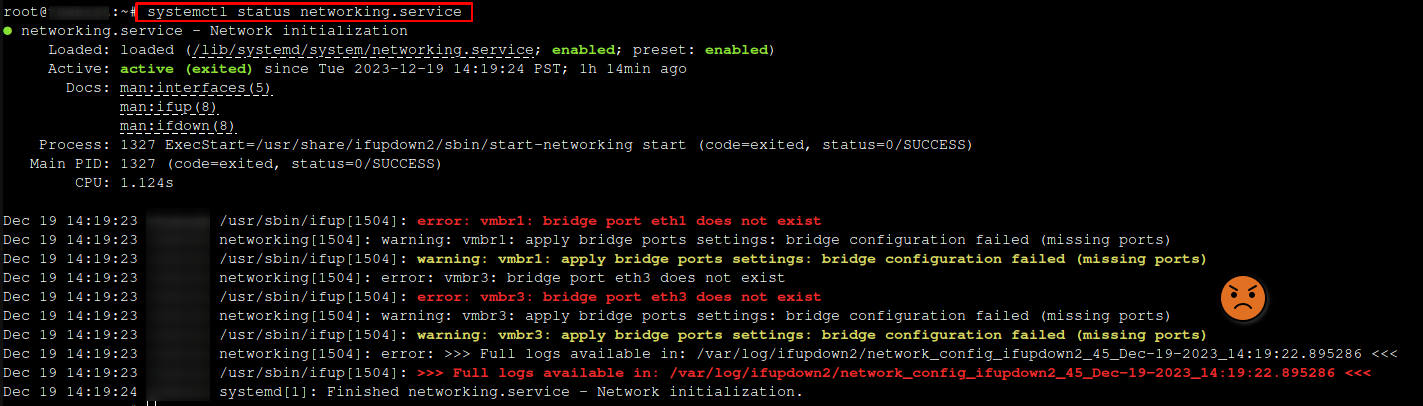 root@ :~# systemctl status networking.service
● networking.service - Network initialization
Loaded: loaded (/lib/systemd/system/networking.service; enabled; preset: enabled)
Active: active (exited) since Tue 2023-12-19 14:19:24 PST; 1h 14min ago
Docs: man:interfaces(5)
man:ifup(8)
man:ifdown(8)
Process: 1327 ExecStart=/usr/share/ifupdown2/sbin/start-networking start (code=exited, status=0/SUCCESS)
Main PID: 1327 (code=exited, status=0/SUCCESS)
CPU: 1.124s
Dec 19 14:19:23 /usr/sbin/ifup[1504]: error: vmbr1: bridge port eth1 does not exist
Dec 19 14:19:23 networking[1504]: warning: vmbr1: apply bridge ports settings: bridge configuration failed (missing ports)
Dec 19 14:19:23 /usr/sbin/ifup[1504]: warning: vmbr1: apply bridge ports settings: bridge configuration failed (missing ports)
Dec 19 14:19:23 networking[1504]: error: vmbr3: bridge port eth3 does not exist
Dec 19 14:19:23 /usr/sbin/ifup[1504]: error: vmbr3: bridge port eth3 does not exist
Dec 19 14:19:23 networking[1504]: warning: vmbr3: apply bridge ports settings: bridge configuration failed (missing ports)
Dec 19 14:19:23 /usr/sbin/ifup[1504]: warning: vmbr3: apply bridge ports settings: bridge configuration failed (missing ports)
Dec 19 14:19:23 networking[1504]: error: >>> Full logs available in: /var/log/ifupdown2/network_config_ifupdown2_45_Dec-19-2023_14:19:22.895286 <<<
Dec 19 14:19:23 /usr/sbin/ifup[1504]: >>> Full logs available in: /var/log/ifupdown2/network_config_ifupdown2_45_Dec-19-2023_14:19:22.895286 <<<
Dec 19 14:19:24 systemd[1]: Finished networking.service - Network initialization.